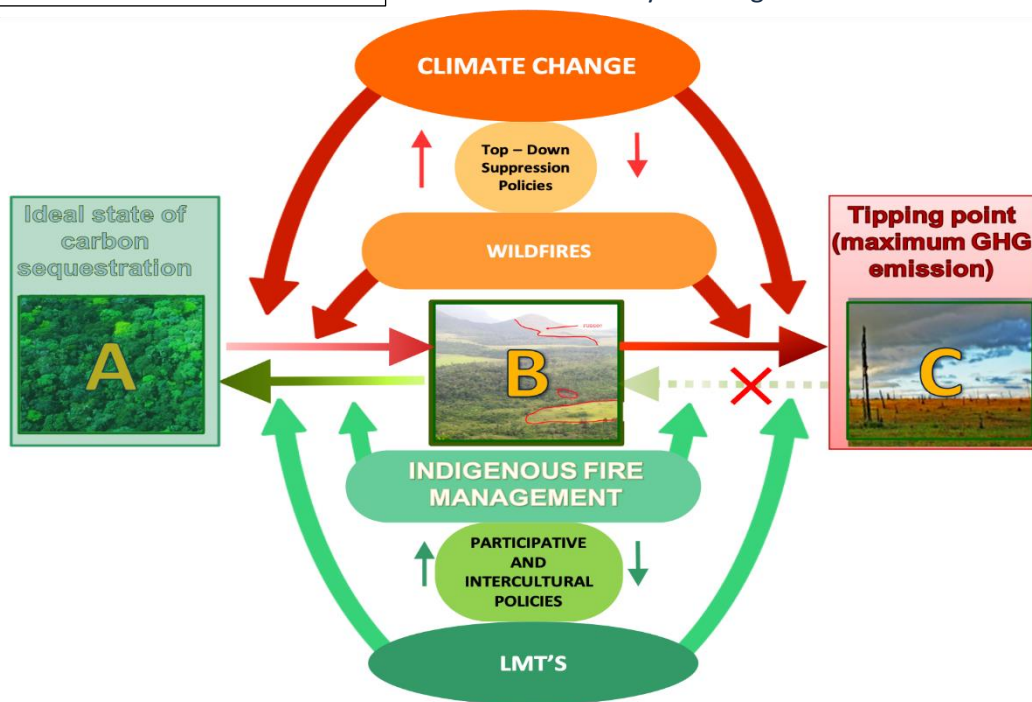 CLIMATE CHANGE
Top – Down
Suppression
Policies
WILDFIRES
Ideal state of
carbon
sequestration
A
B
Tipping point
(maximum GHG
emission)
C
INDIGENOUS FIRE
MANAGEMENT
PARTICIPATIVE
AND
INTERCULTURAL
POLICIES
LMT'S